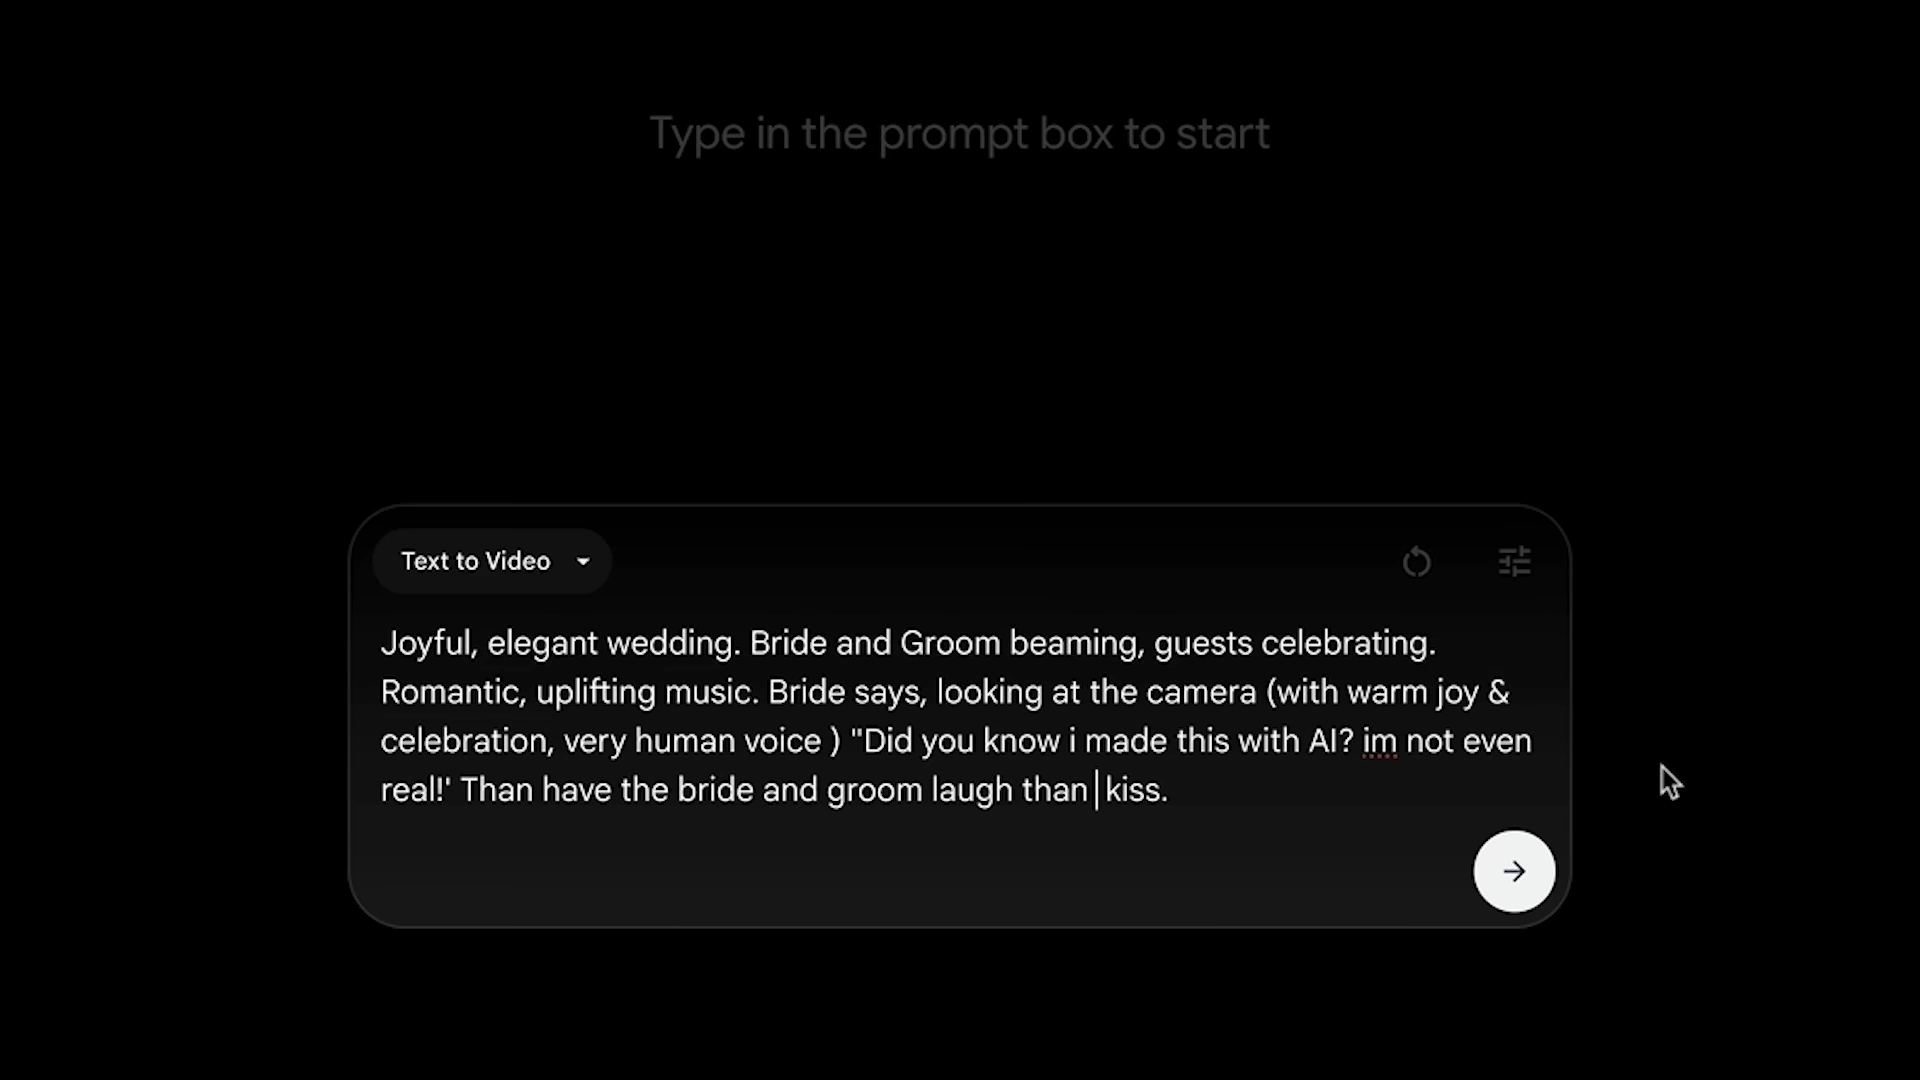 Type in the prompt box to start
Text to Video
Joyful, elegant wedding. Bride and Groom beaming, guests celebrating.
Romantic, uplifting music. Bride says, looking at the camera (with warm joy &
celebration, very human voice ) "Did you know i made this with AI? im not even
real!' Than have the bride and groom laugh than kiss.